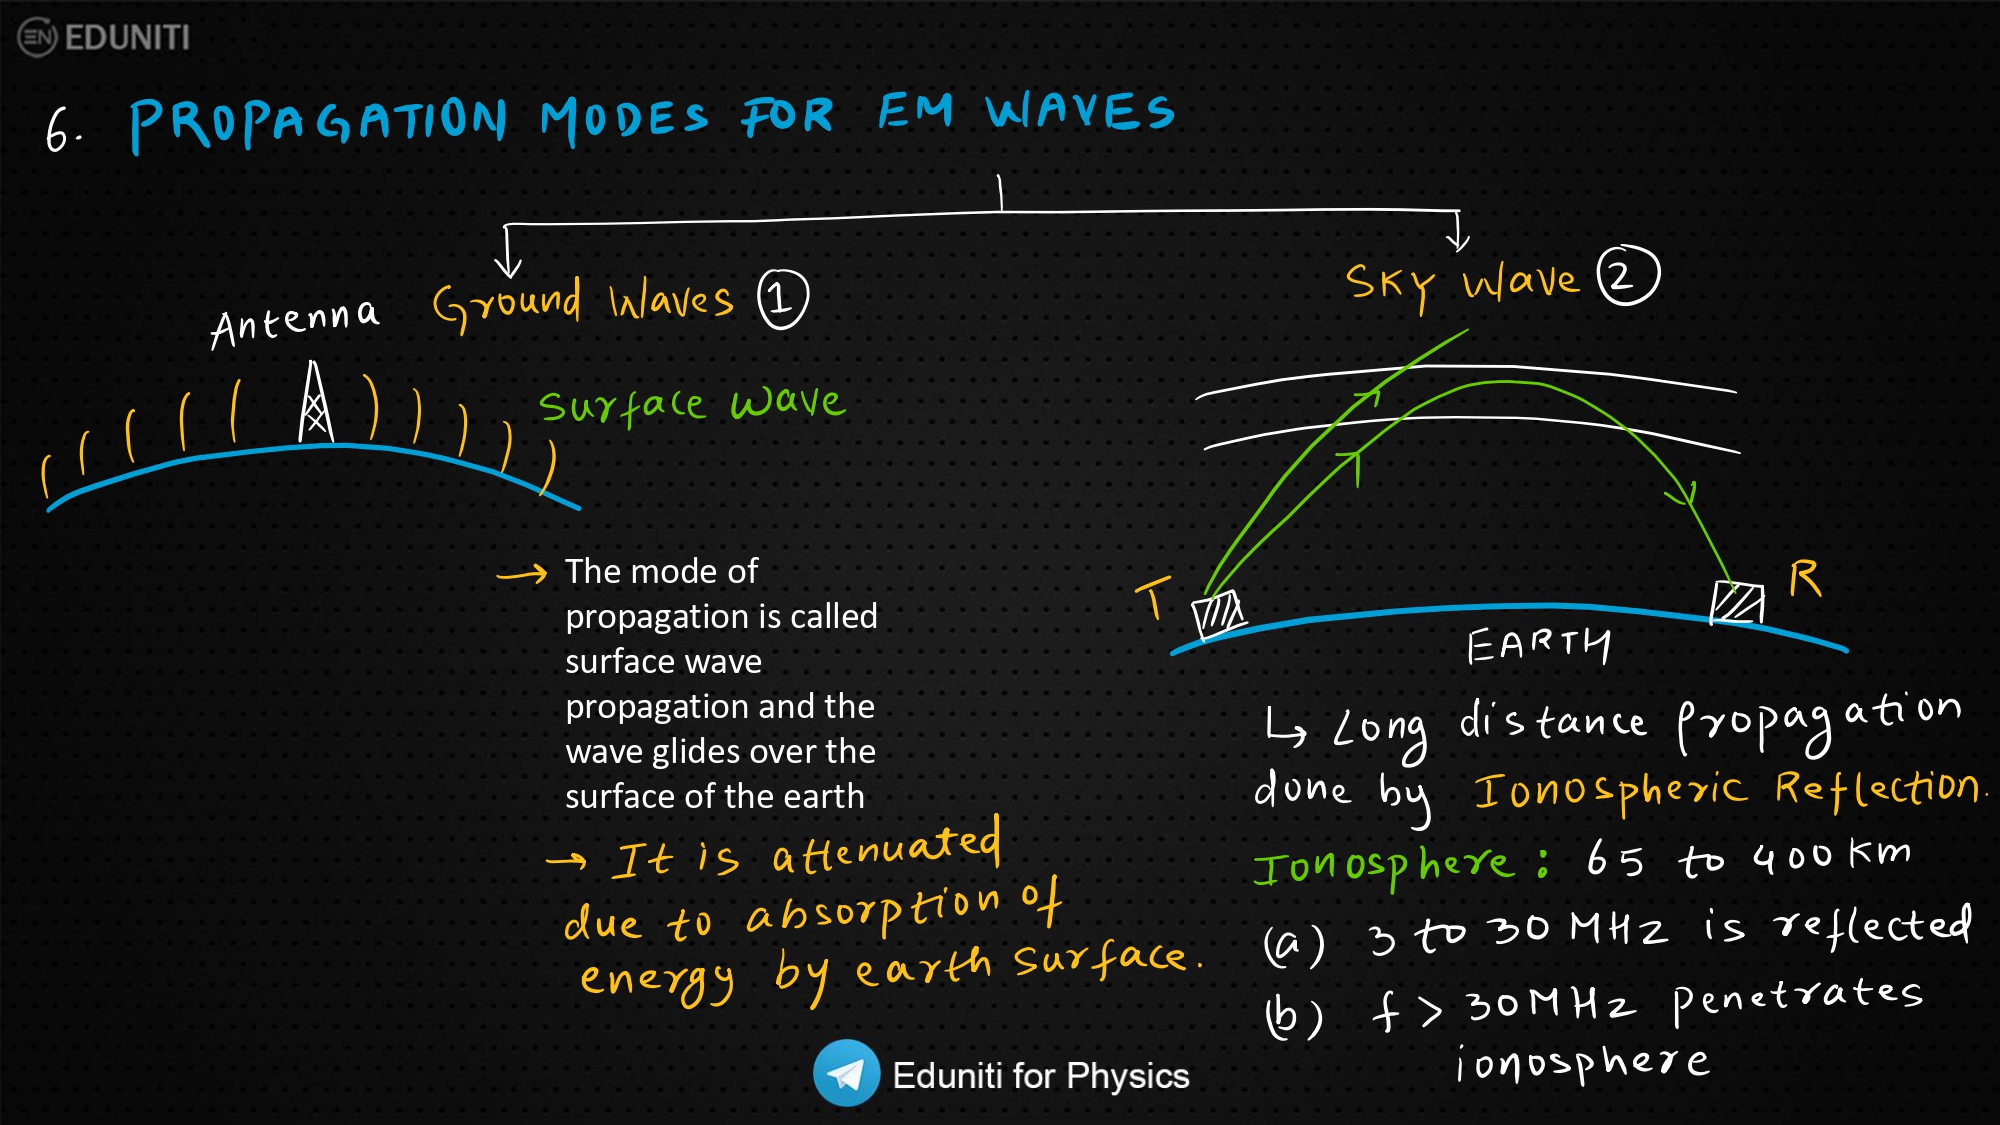 EN EDUNITI
6. PROPAGATION MODES FOR EM WAVES
Ground Waves 1
Antenna
Surface wave
The mode of
propagation is called
surface wave
propagation and the
wave glides over the
surface of the earth
→ It is attenuated
due to absorption of
energy by earth surface.
SKY Wave 2
T
R
EARTH
↳ Long distance propagation
done by Ionospheric Reflection.
Ionosphere : 65 to 400 km
(a) 3 to 30 MHz is reflected
(b) f > 30MHz penetrates
ionosphere
Eduniti for Physics